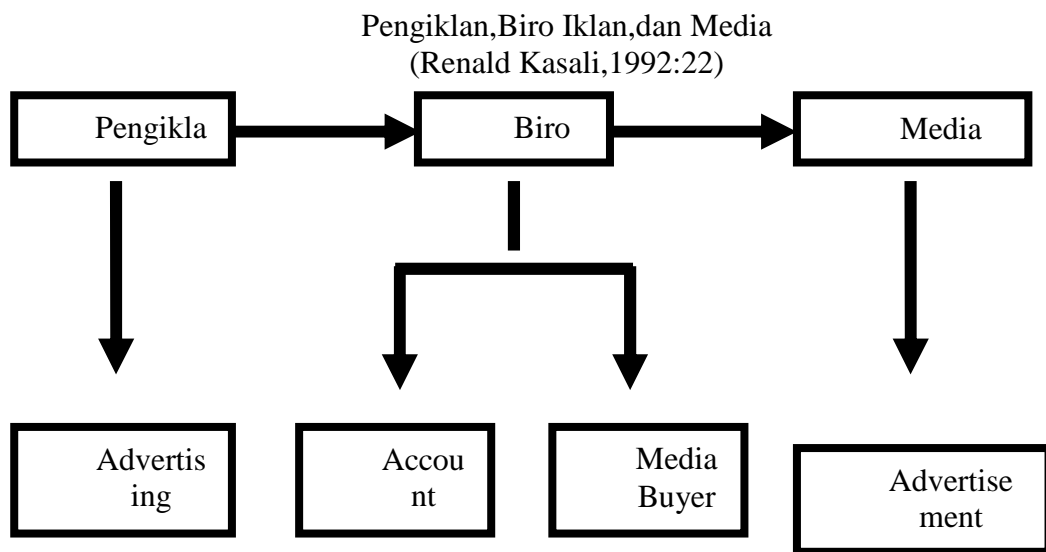 Pengiklan,Biro Iklan,dan Media
(Renald Kasali,1992:22)
Pengikla
Biro
Media
Advertis
ing
Accou
nt
Media
Buyer
Advertise
ment